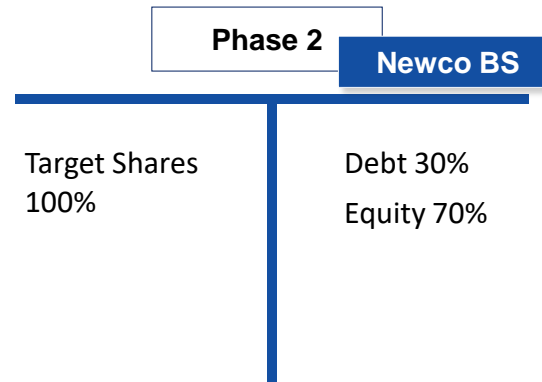 Phase 2
Newco BS
Target Shares
100%
Debt 30%
Equity 70%